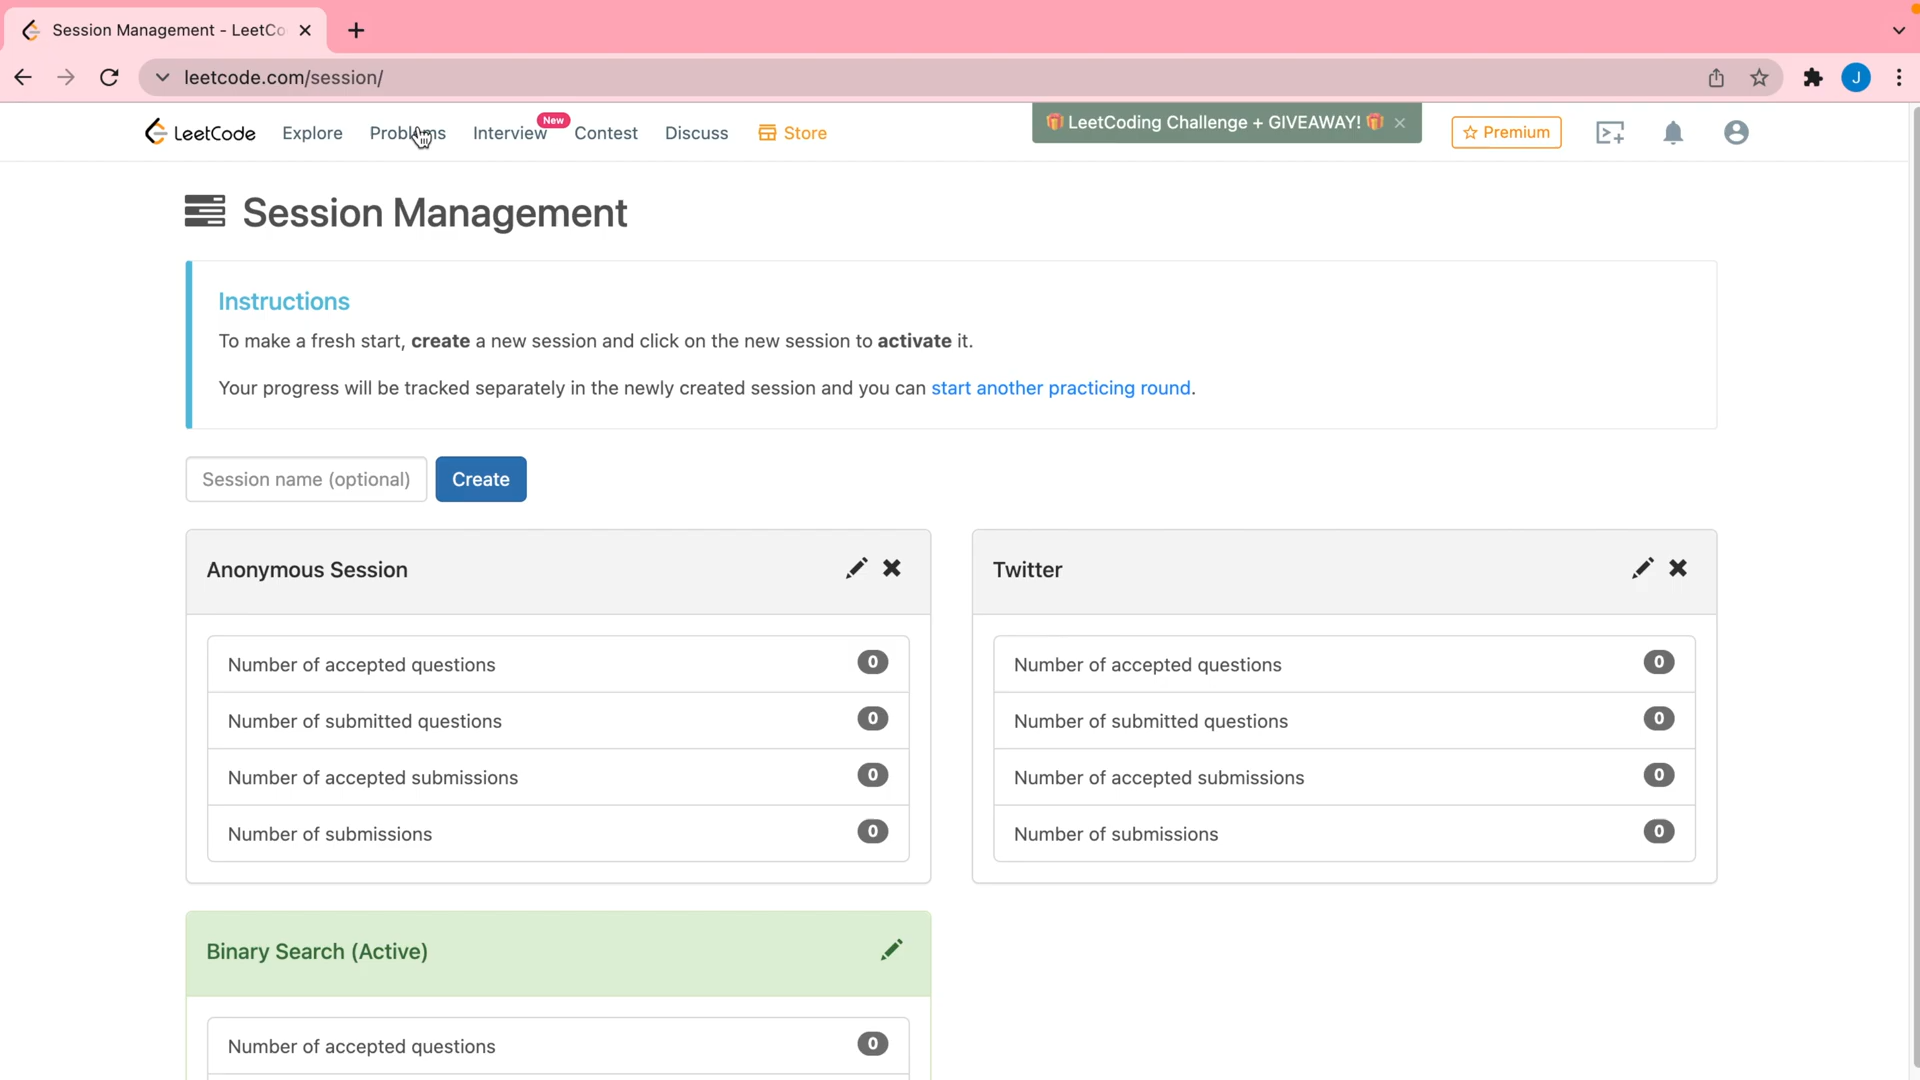 Session Management - LeetCo
leetcode.com/session/
J
LeetCode
Explore
Problems
Interview
New
Contest
Discuss
Store
LeetCoding Challenge + GIVEAWAY!
Premium
Session Management
Instructions
To make a fresh start, create a new session and click on the new session to activate it.
Your progress will be tracked separately in the newly created session and you can start another practicing round.
Session name (optional)
Create
Anonymous Session
Number of accepted questions 0
Number of submitted questions 0
Number of accepted submissions 0
Number of submissions 0
Twitter
Number of accepted questions 0
Number of submitted questions 0
Number of accepted submissions 0
Number of submissions 0
Binary Search (Active)
Number of accepted questions 0